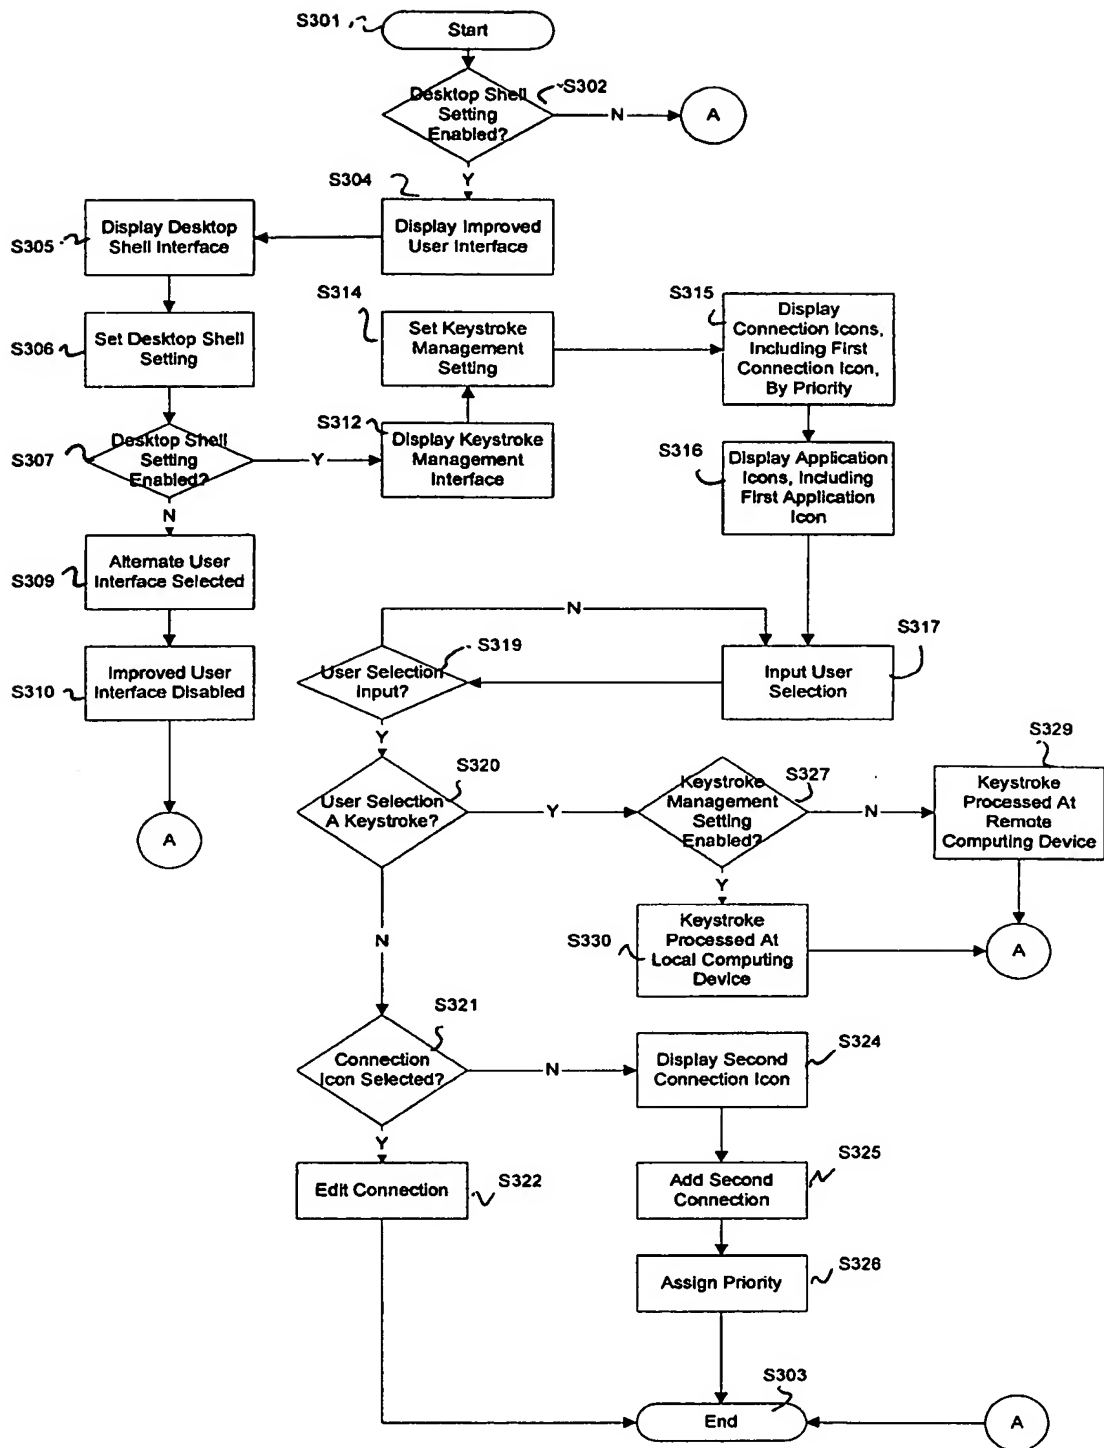 S301
Start
S302
Desktop Shell
Setting
Enabled?
N
A
Y
S304
Display Improved
User Interface
S305
Display Desktop
Shell Interface
S306
Set Desktop Shell
Setting
S307
Desktop Shell
Setting
Enabled?
Y
N
S309
Alternate User
Interface Selected
S310
Improved User
Interface Disabled
A
S312
Display Keystroke
Management
Interface
S314
Set Keystroke
Management
Setting
S315
Display
Connection Icons,
Including First
Connection Icon,
By Priority
S316
Display Application
Icons, Including
First Application
Icon
S317
Input User
Selection
N
S319
User Selection
Input?
Y
S320
User Selection
A Keystroke?
Y
S327
Keystroke
Management
Setting
Enabled?
N
S329
Keystroke
Processed At
Remote
Computing Device
Y
S330
Keystroke
Processed At
Local Computing
Device
A
N
S321
Connection
Icon Selected?
N
S324
Display Second
Connection Icon
Y
S322
Edit Connection
S325
Add Second
Connection
S326
Assign Priority
S303
End
A